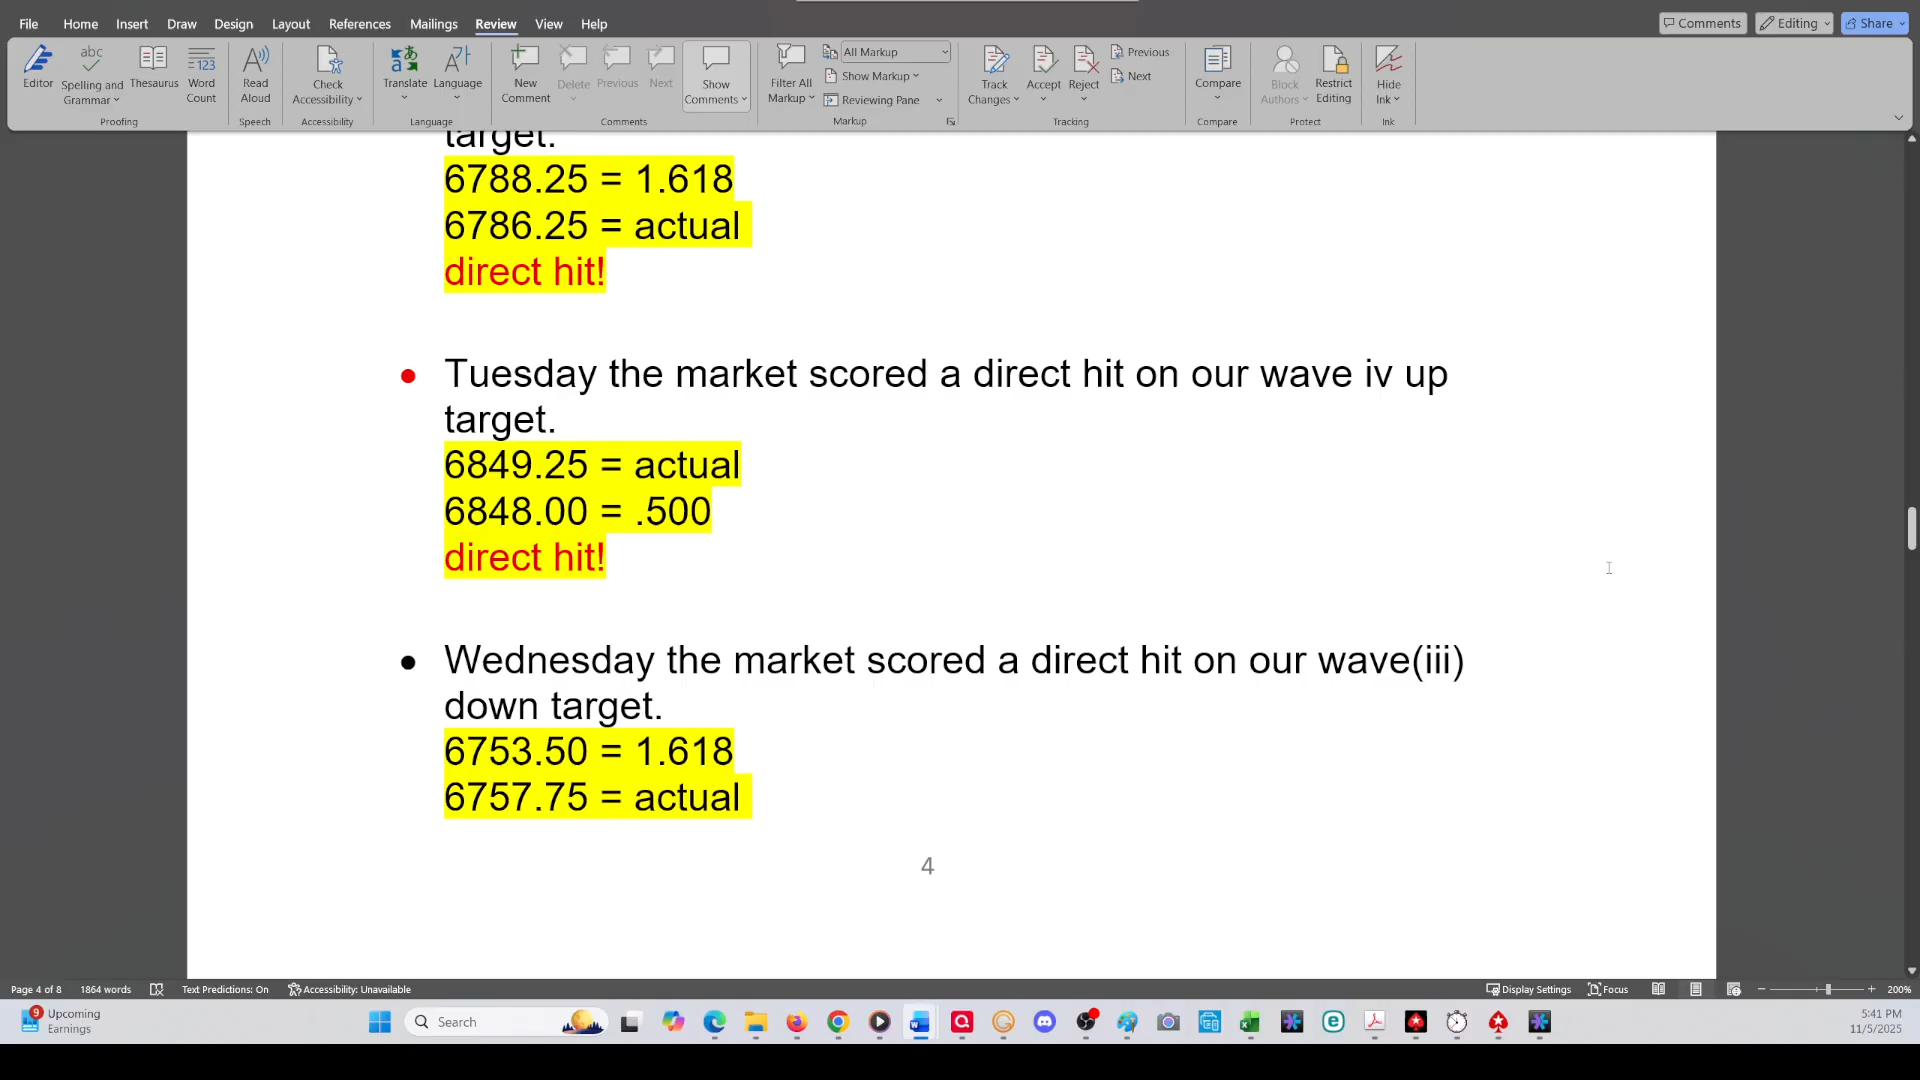 File Home Insert Draw Design Layout References Mailings Review View Help Comments Editing Share
Editor
Spelling and Grammar
Thesaurus
Word Count
Read Aloud
Check Accessibility
Translate
Language
New Comment
Delete
Previous
Next
Show Comments
Filter All Markup
All Markup
Show Markup
Reviewing Pane
Track Changes
Accept
Reject
Previous
Next
Compare
Block Authors
Restrict Editing
Hide Ink
Proofing Speech Accessibility Language Comments Markup Tracking Compare Protect Ink
target.
6788.25 = 1.618
6786.25 = actual
direct hit!
Tuesday the market scored a direct hit on our wave iv up
target.
6849.25 = actual
6848.00 = .500
direct hit!
Wednesday the market scored a direct hit on our wave(iii)
down target.
6753.50 = 1.618
6757.75 = actual
4
Page 4 of 8 1864 words Text Predictions: On Accessibility: Unavailable Display Settings Focus 200%
9
Upcoming
Earnings
Search
5:41 PM
11/5/2025